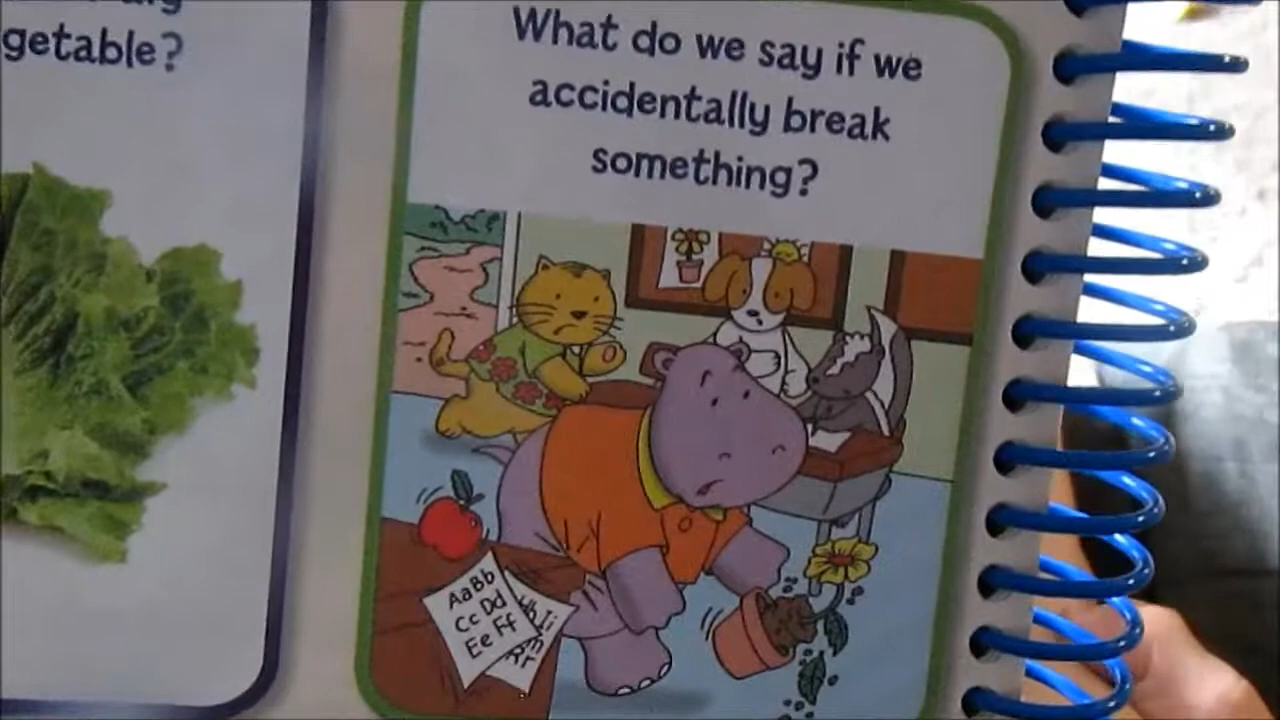 getable?
What do we say if we
accidentally break
something?
AaBb
Cc Dd
Ee Ff